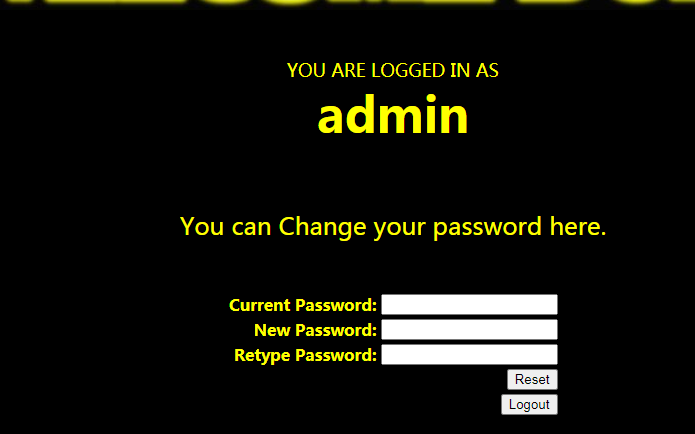 YOU ARE LOGGED IN AS
admin
You can Change your password here.
Current Password:
New Password:
Retype Password:
Reset
Logout